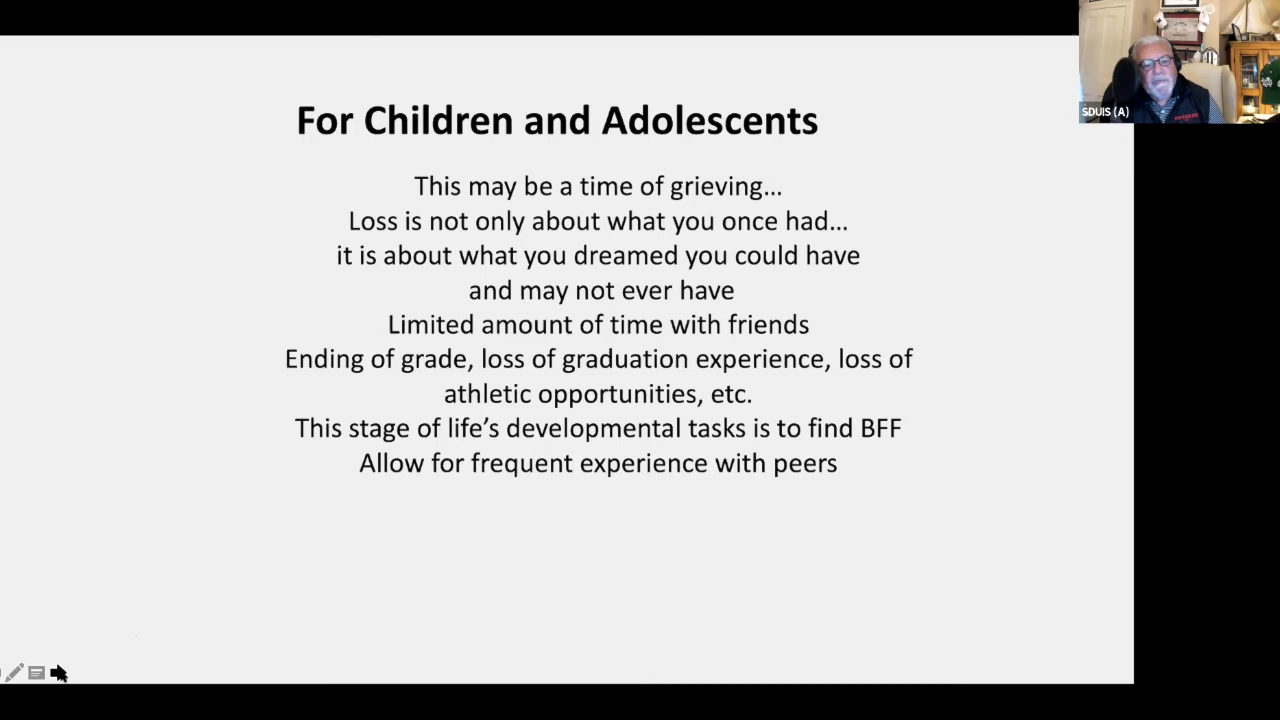 For Children and Adolescents
This may be a time of grieving...
Loss is not only about what you once had...
it is about what you dreamed you could have
and may not ever have
Limited amount of time with friends
Ending of grade, loss of graduation experience, loss of
athletic opportunities, etc.
This stage of life’s developmental tasks is to find BFF
Allow for frequent experience with peers
SDUIS (A)